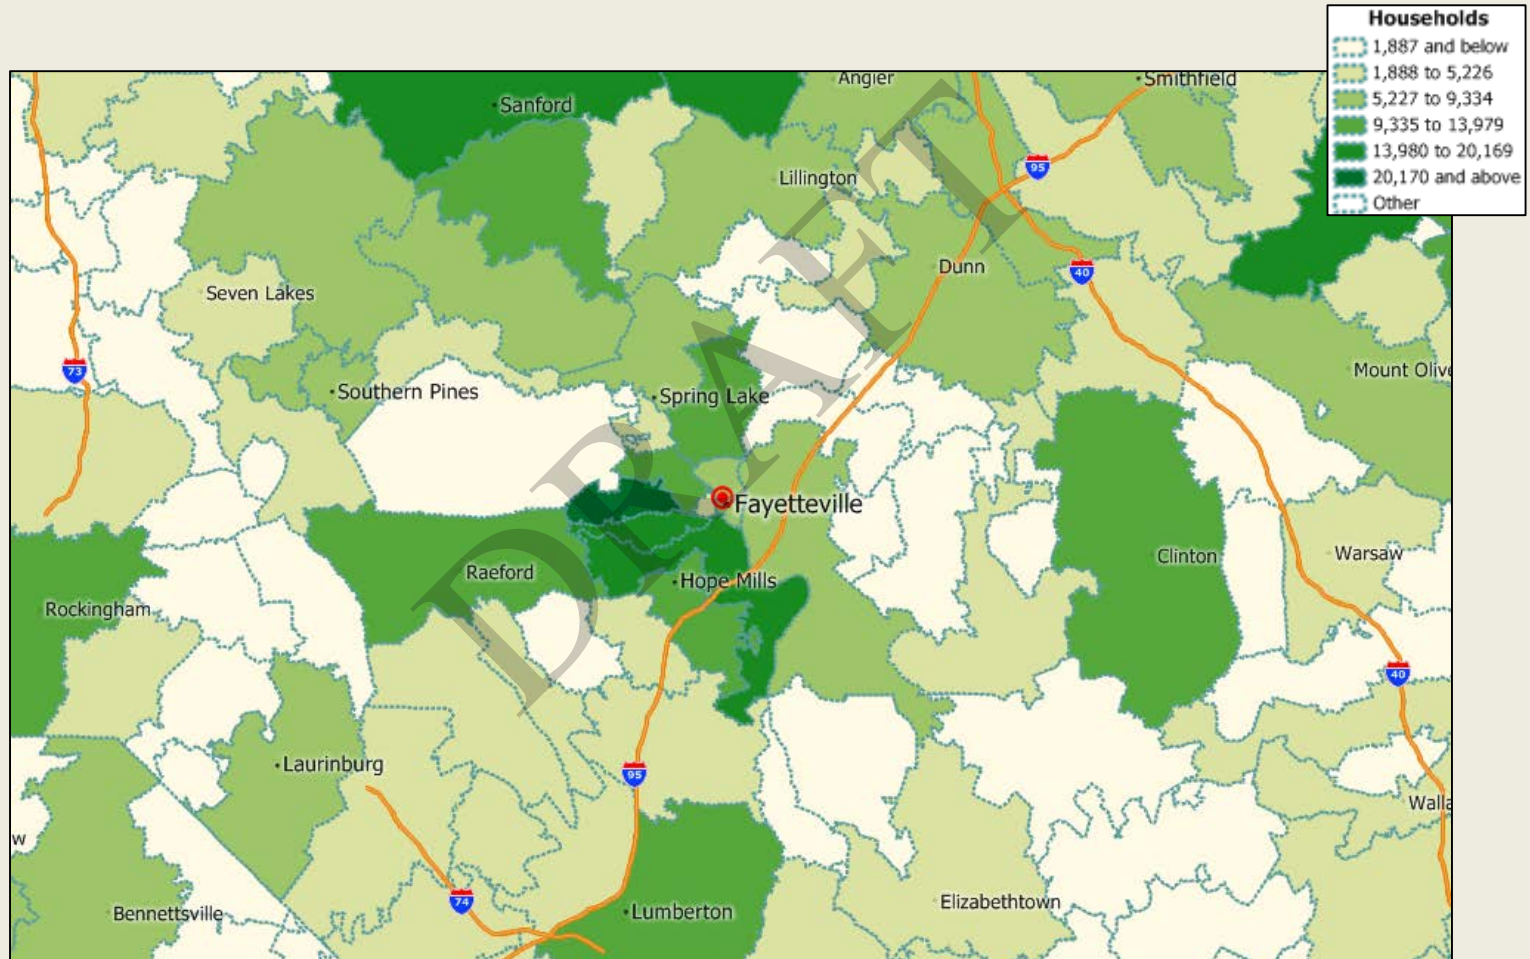 Households
1,887 and below
1,888 to 5,226
5,227 to 9,334
9,335 to 13,979
13,980 to 20,169
20,170 and above
Other
Angier
Smithfield
Sanford
95
Lillington
Dunn
40
Seven Lakes
73
Mount Olive
Southern Pines
Spring Lake
DRAFT
Fayetteville
Clinton
Warsaw
Raeford
Hope Mills
Rockingham
40
Laurinburg
95
Walla
w
74
Elizabethtown
Bennettsville
Lumberton